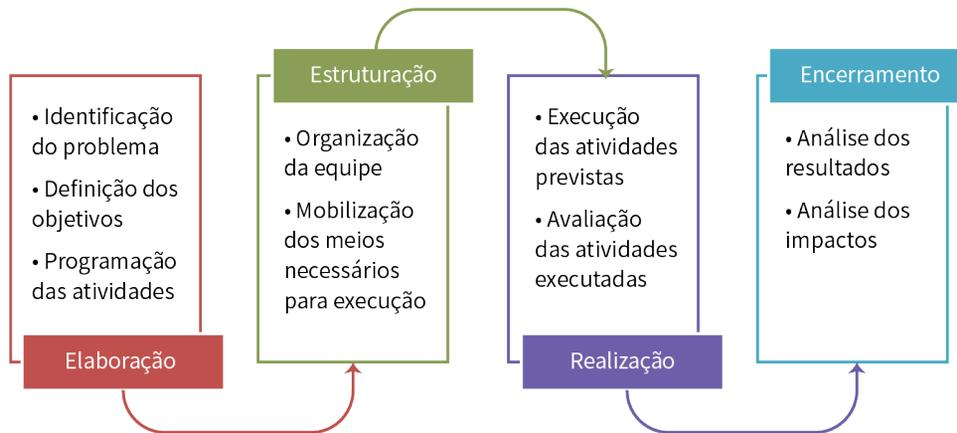 • Identificação
do problema
• Definição dos
objetivos
• Programação
das atividades
Elaboração
Estruturação
• Organização
da equipe
• Mobilização
dos meios
necessários
para execução
• Execução
das atividades
previstas
• Avaliação
das atividades
executadas
Realização
Encerramento
• Análise dos
resultados
• Análise dos
impactos